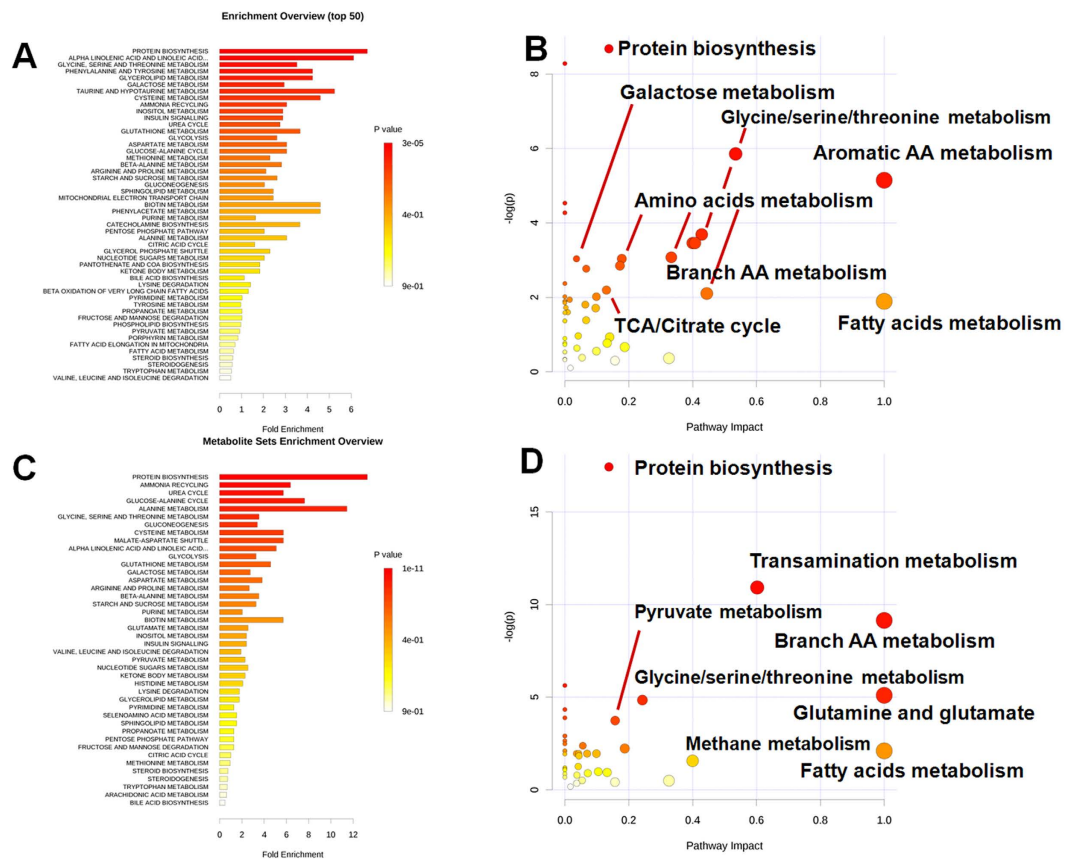 Enrichment Overview (top 50)
A
PROTEIN BIOSYNTHESIS
ALPHA LINOLENIC ACID AND LINOLEIC ACID...
GLYCINE, SERINE AND THREONINE METABOLISM
PHENYLALANINE AND TYROSINE METABOLISM
GLYCEROLIPID METABOLISM
GALACTOSE METABOLISM
TAURINE AND HYPOTAURINE METABOLISM
CYSTEINE METABOLISM
AMMONIA RECYCLING
INOSITOL METABOLISM
INSULIN SIGNALLING
UREA CYCLE
GLUTATHIONE METABOLISM
GLYCOLYSIS
ASPARTATE METABOLISM
GLUCOSE-ALANINE CYCLE
METHIONINE METABOLISM
BETA-ALANINE METABOLISM
ARGININE AND PROLINE METABOLISM
STARCH AND SUCROSE METABOLISM
GLUCONEOGENESIS
SPHINGOLIPID METABOLISM
MITOCHONDRIAL ELECTRON TRANSPORT CHAIN
BIOTIN METABOLISM
PHENYLACETATE METABOLISM
PURINE METABOLISM
CATECHOLAMINE BIOSYNTHESIS
PENTOSE PHOSPHATE PATHWAY
ALANINE METABOLISM
CITRIC ACID CYCLE
GLYCEROL PHOSPHATE SHUTTLE
NUCLEOTIDE SUGARS METABOLISM
PANTOTHENATE AND COA BIOSYNTHESIS
KETONE BODY METABOLISM
BILE ACID BIOSYNTHESIS
LYSINE DEGRADATION
BETA OXIDATION OF VERY LONG CHAIN FATTY ACIDS
PYRIMIDINE METABOLISM
TYROSINE METABOLISM
PROPANOATE METABOLISM
FRUCTOSE AND MANNOSE DEGRADATION
PHOSPHOLIPID BIOSYNTHESIS
PYRUVATE METABOLISM
PORPHYRIN METABOLISM
FATTY ACID ELONGATION IN MITOCHONDRIA
FATTY ACID METABOLISM
STEROID BIOSYNTHESIS
STEROIDOGENESIS
TRYPTOPHAN METABOLISM
VALINE, LEUCINE AND ISOLEUCINE DEGRADATION
0 1 2 3 4 5 6
Fold Enrichment
P value
3e-05
4e-01
9e-01
B
Protein biosynthesis
Galactose metabolism
Glycine/serine/threonine metabolism
Aromatic AA metabolism
Amino acids metabolism
Branch AA metabolism
TCA/Citrate cycle
Fatty acids metabolism
-log(p)
8
6
4
2
0
0.0 0.2 0.4 0.6 0.8 1.0
Pathway Impact
Metabolite Sets Enrichment Overview
C
PROTEIN BIOSYNTHESIS
AMMONIA RECYCLING
UREA CYCLE
GLUCOSE-ALANINE CYCLE
ALANINE METABOLISM
GLYCINE, SERINE AND THREONINE METABOLISM
GLUCONEOGENESIS
CYSTEINE METABOLISM
MALATE-ASPARTATE SHUTTLE
ALPHA LINOLENIC ACID AND LINOLEIC ACID...
GLYCOLYSIS
GLUTATHIONE METABOLISM
GALACTOSE METABOLISM
ASPARTATE METABOLISM
ARGININE AND PROLINE METABOLISM
BETA-ALANINE METABOLISM
STARCH AND SUCROSE METABOLISM
PURINE METABOLISM
BIOTIN METABOLISM
GLUTAMATE METABOLISM
INOSITOL METABOLISM
INSULIN SIGNALLING
VALINE, LEUCINE AND ISOLEUCINE DEGRADATION
PYRUVATE METABOLISM
NUCLEOTIDE SUGARS METABOLISM
KETONE BODY METABOLISM
HISTIDINE METABOLISM
LYSINE DEGRADATION
GLYCEROLIPID METABOLISM
PYRIMIDINE METABOLISM
SELENOAMINO ACID METABOLISM
SPHINGOLIPID METABOLISM
PROPANOATE METABOLISM
PENTOSE PHOSPHATE PATHWAY
FRUCTOSE AND MANNOSE DEGRADATION
CITRIC ACID CYCLE
METHIONINE METABOLISM
STEROID BIOSYNTHESIS
STEROIDOGENESIS
TRYPTOPHAN METABOLISM
ARACHIDONIC ACID METABOLISM
BILE ACID BIOSYNTHESIS
0 2 4 6 8 10 12
Fold Enrichment
P value
1e-11
4e-01
9e-01
D
Protein biosynthesis
Transamination metabolism
Pyruvate metabolism
Branch AA metabolism
Glycine/serine/threonine metabolism
Glutamine and glutamate
Methane metabolism
Fatty acids metabolism
-log(p)
15
10
5
0
0.0 0.2 0.4 0.6 0.8 1.0
Pathway Impact